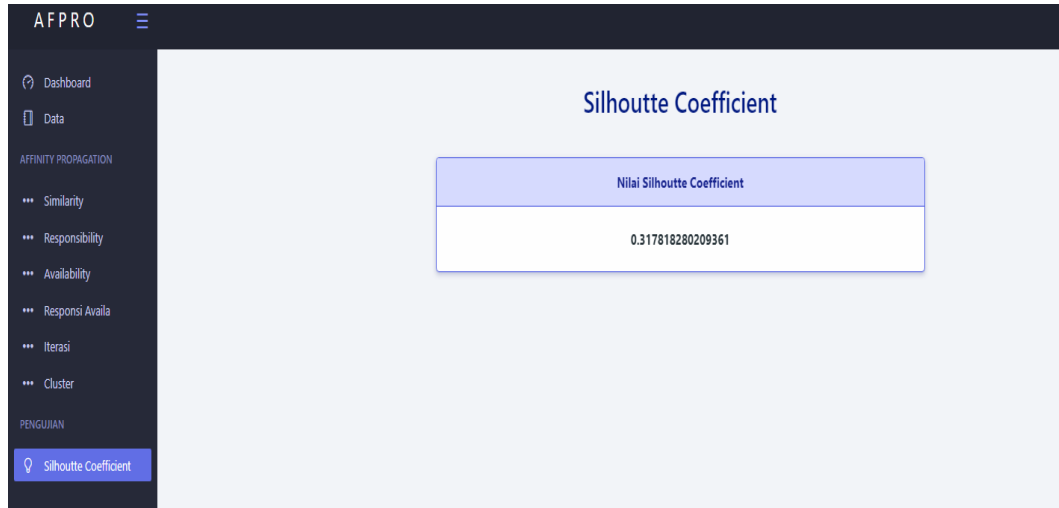 AFPRO
Dashboard
Data
AFFINITY PROPAGATION
Similarity
Responsibility
Availability
Responsi Availa
Iterasi
Cluster
PENGUJIAN
Silhoutte Coefficient
Silhoutte Coefficient
Nilai Silhoutte Coefficient
0.317818280209361